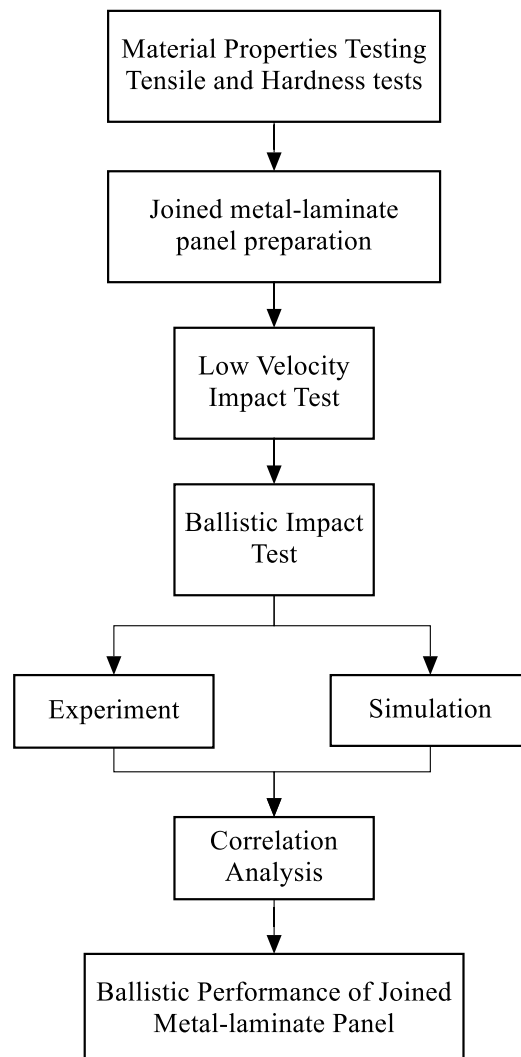 Material Properties Testing
Tensile and Hardness tests
Joined metal-laminate
panel preparation
Low Velocity
Impact Test
Ballistic Impact
Test
Experiment
Simulation
Correlation
Analysis
Ballistic Performance of Joined
Metal-laminate Panel